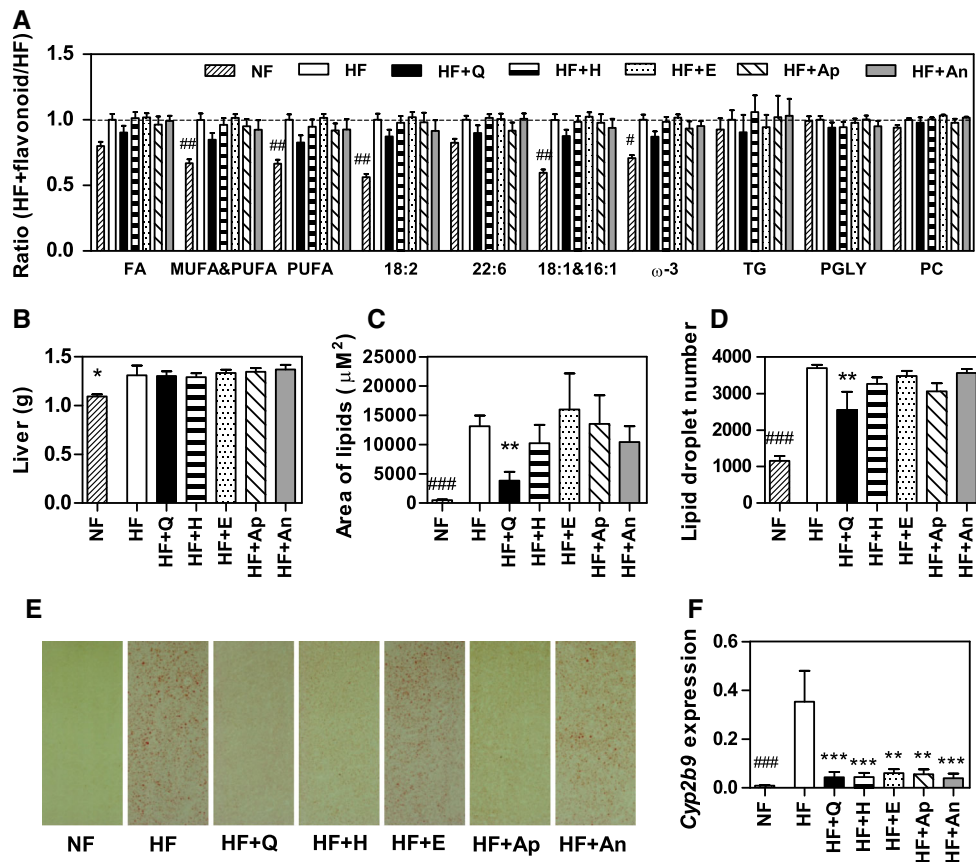 A
Ratio (HF+flavonoid/HF)
1.5
1.0
0.5
0.0
NF HF HF+Q HF+H HF+E HF+Ap HF+An
## ## ## ## #
FA MUFA&PUFA PUFA 18:2 22:6 18:1&16:1 ω-3 TG PGLY PC
B
Liver (g)
1.5
1.0
0.5
0.0
*
NF HF HF+Q HF+H HF+E HF+Ap HF+An
C
Area of lipids ( μM²)
25000
20000
15000
10000
5000
0
### **
NF HF HF+Q HF+H HF+E HF+Ap HF+An
D
Lipid droplet number
4000
3000
2000
1000
0
### **
NF HF HF+Q HF+H HF+E HF+Ap HF+An
E
NF HF HF+Q HF+H HF+E HF+Ap HF+An
F
Cyp2b9 expression
0.6
0.4
0.2
0.0
### *** *** ** ** ***
NF HF HF+Q HF+H HF+E HF+Ap HF+An